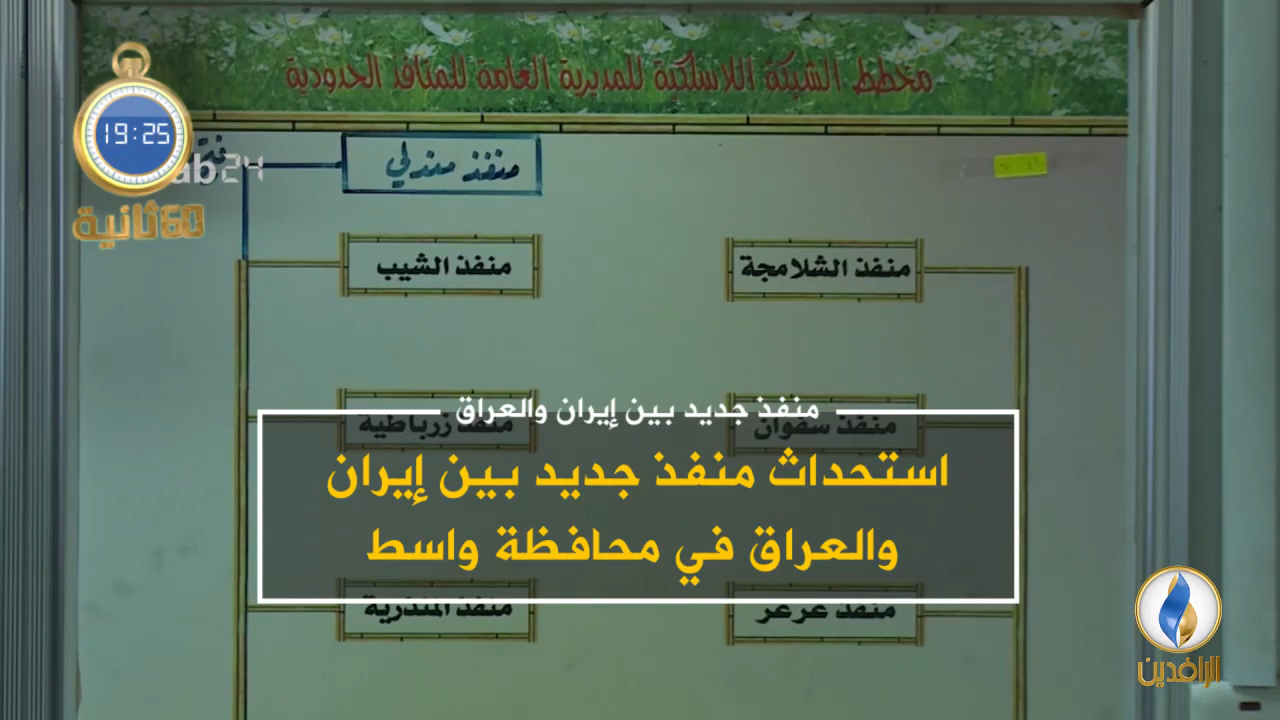 مخطط الشبكة اللاسلكية للمديرية العامة للمنافذ الحدودية
19:25
ab24
60 ثانية
منفذ مندلي
منفذ الشلامجة
منفذ الشيب
منفذ سفوان
منفذ زرباطية
منفذ جديد بين إيران والعراق
استحداث منفذ جديد بين إيران
والعراق في محافظة واسط
منفذ عرعر
منفذ المنذرية
الرافدين